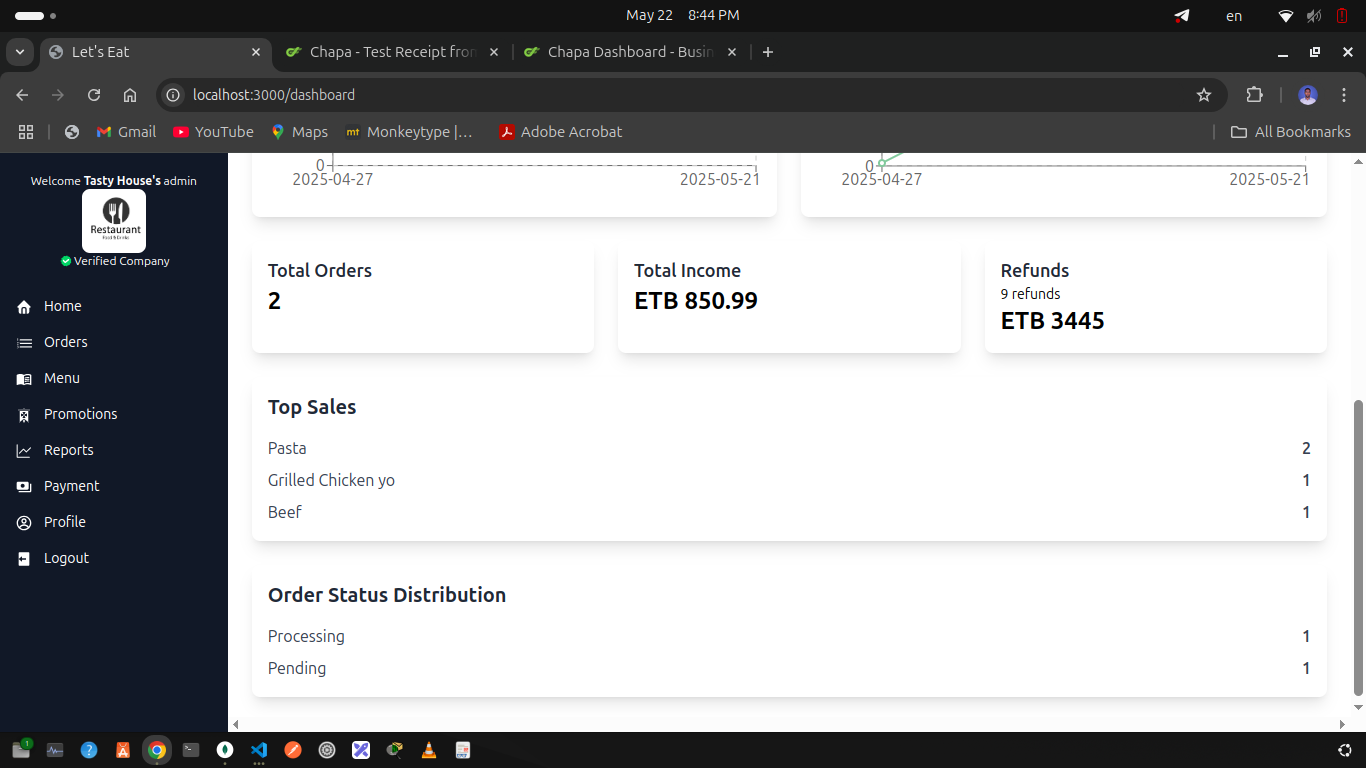 May 22 8:44 PM
en
Let's Eat
Chapa - Test Receipt fron
Chapa Dashboard - Busin
localhost:3000/dashboard
Gmail
YouTube
Maps
mt Monkeytype |…
Adobe Acrobat
All Bookmarks
Welcome Tasty House's admin
Restaurant
Food & Drinks
Verified Company
Home
Orders
Menu
Promotions
Reports
Payment
Profile
Logout
0
2025-04-27 2025-05-21
0
2025-04-27 2025-05-21
Total Orders
2
Total Income
ETB 850.99
Refunds
9 refunds
ETB 3445
Top Sales
Pasta 2
Grilled Chicken yo 1
Beef 1
Order Status Distribution
Processing 1
Pending 1
1